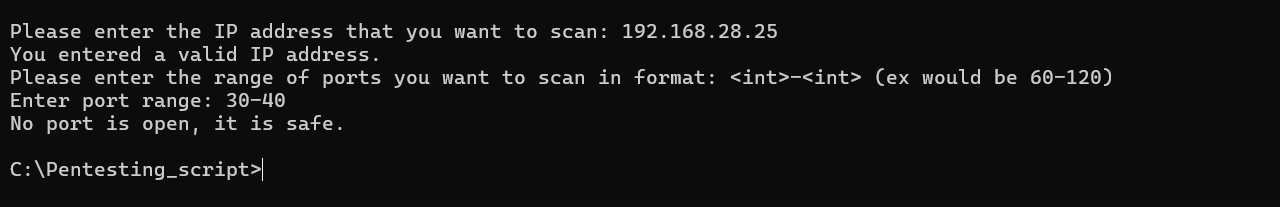 Please enter the IP address that you want to scan: 192.168.28.25
You entered a valid IP address.
Please enter the range of ports you want to scan in format: <int>-<int> (ex would be 60-120)
Enter port range: 30-40
No port is open, it is safe.
C:\Pentesting_script>